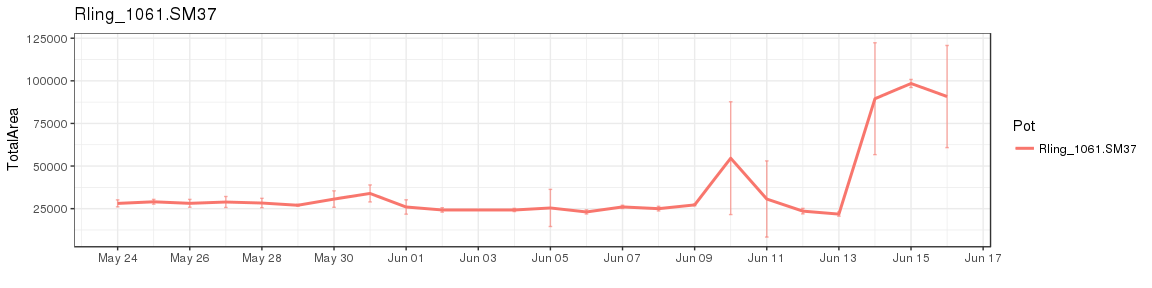 Rling_1061.SM37
TotalArea
125000
100000
75000
50000
25000
May 24 May 26 May 28 May 30 Jun 01 Jun 03 Jun 05 Jun 07 Jun 09 Jun 11 Jun 13 Jun 15 Jun 17
Pot
Rling_1061.SM37